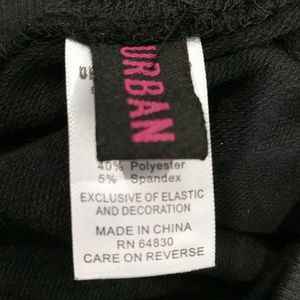 URBAN
40% Polyester
5% Spandex
EXCLUSIVE OF ELASTIC
AND DECORATION
MADE IN CHINA
RN 64830
CARE ON REVERSE